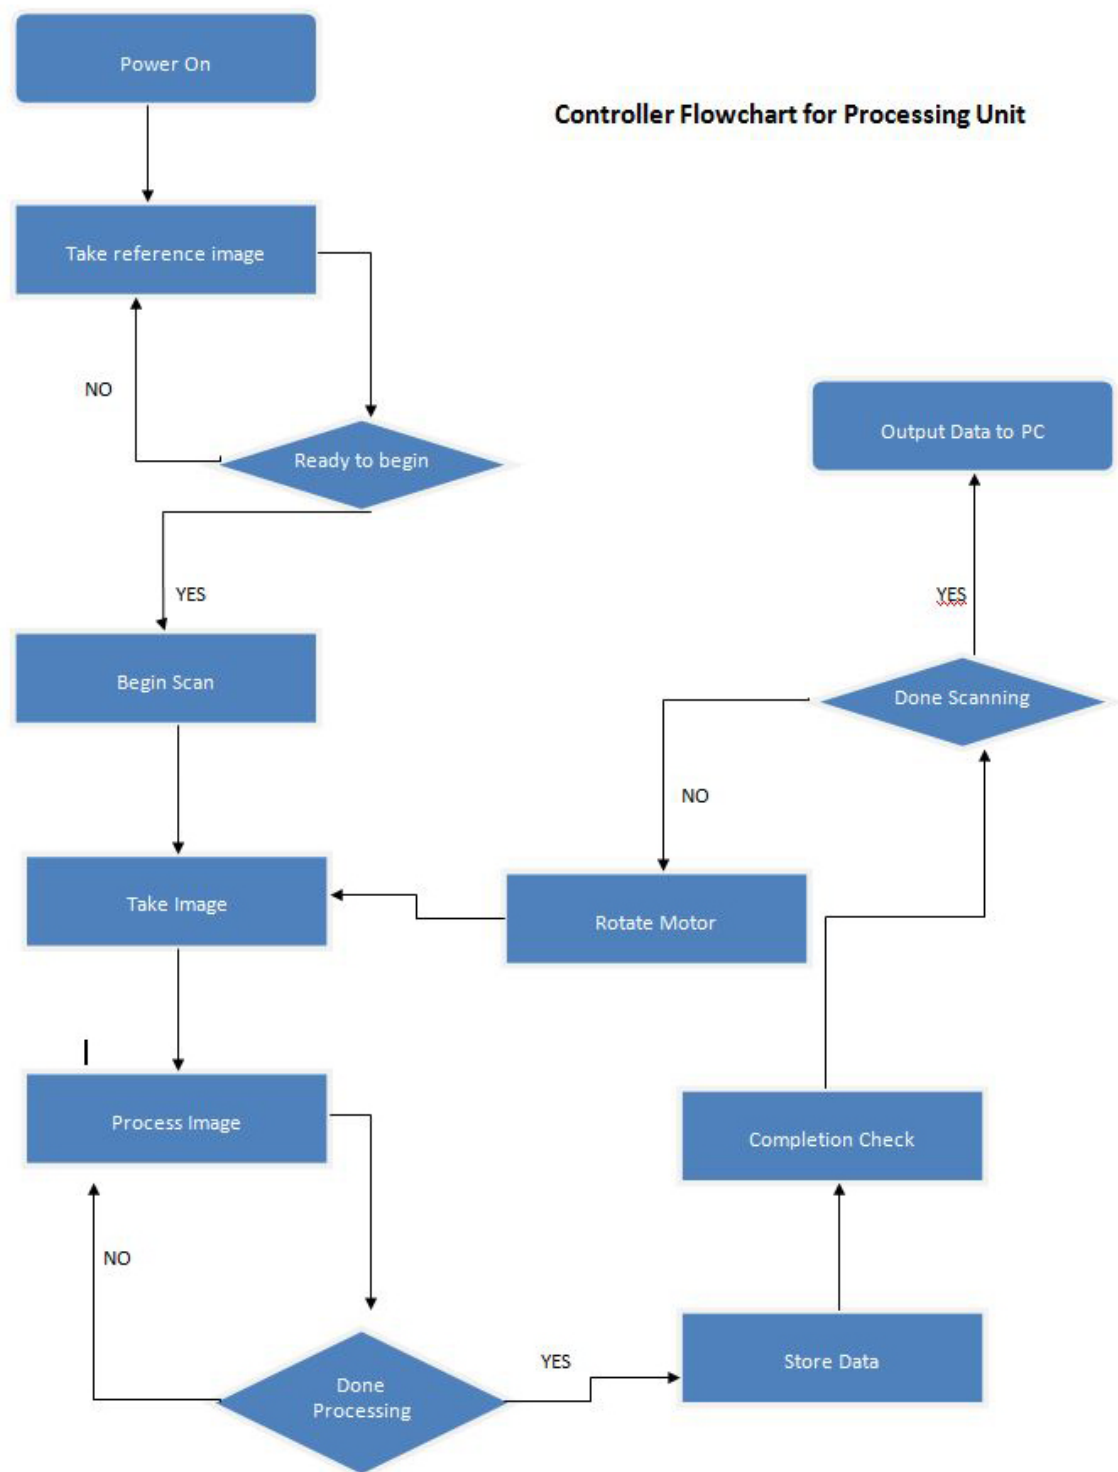 Power On
Controller Flowchart for Processing Unit
Take reference image
NO
Ready to begin
YES
Begin Scan
Take Image
Process Image
NO
Done
Processing
YES
Store Data
Completion Check
Done Scanning
NO
Rotate Motor
YES
Output Data to PC